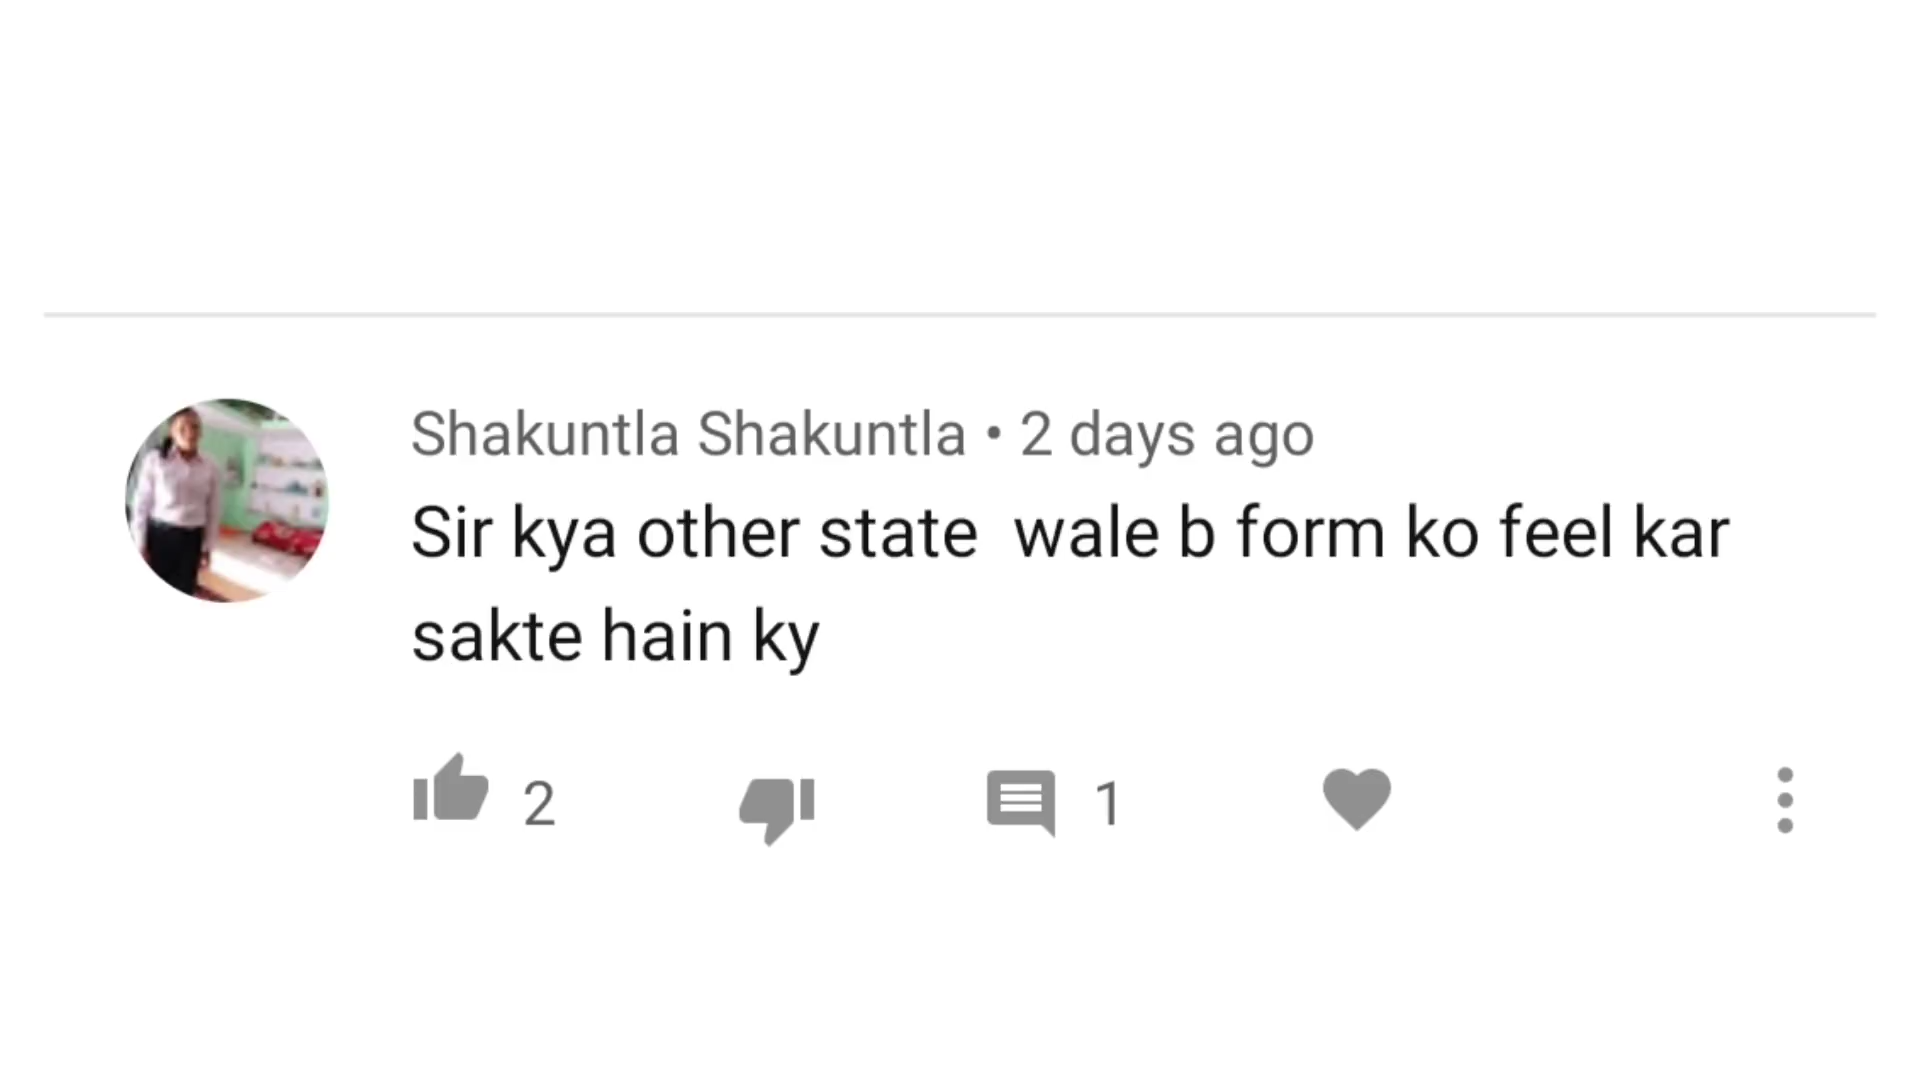 Shakuntla Shakuntla • 2 days ago
Sir kya other state  wale b form ko feel kar
sakte hain ky
2 1